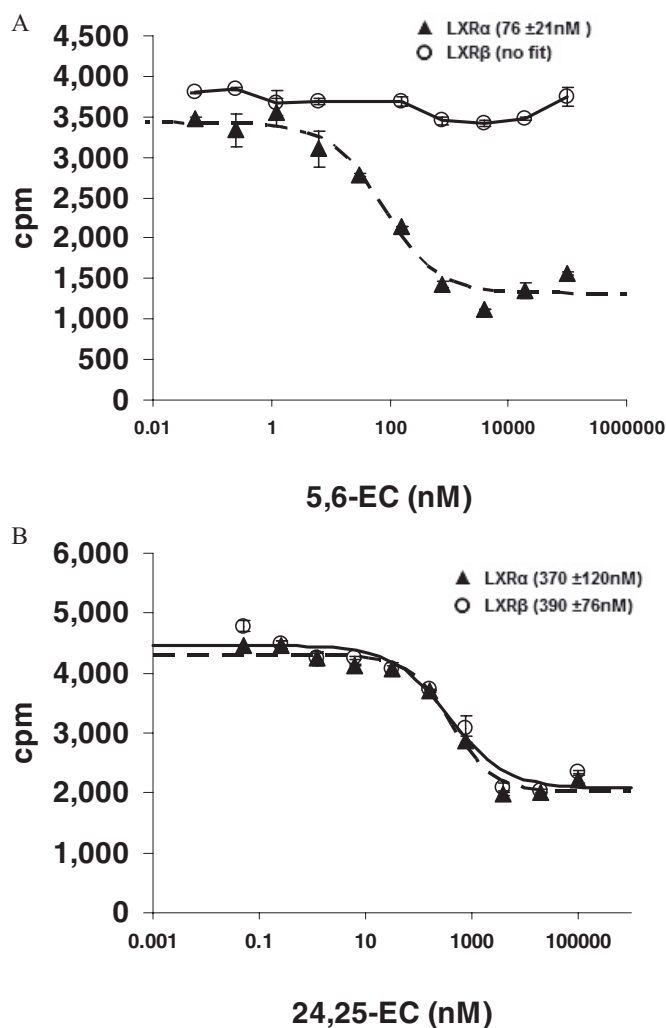 A
▲ LXRα (76 ±21nM )
○ LXRβ (no fit)
4,500
4,000
3,500
3,000
2,500
2,000
1,500
1,000
500
0
cpm
0.01 1 100 10000 1000000
5,6-EC (nM)
B
▲ LXRα (370 ±120nM)
○ LXRβ (390 ±76nM)
6,000
5,000
4,000
3,000
2,000
1,000
0
cpm
0.001 0.1 10 1000 100000
24,25-EC (nM)